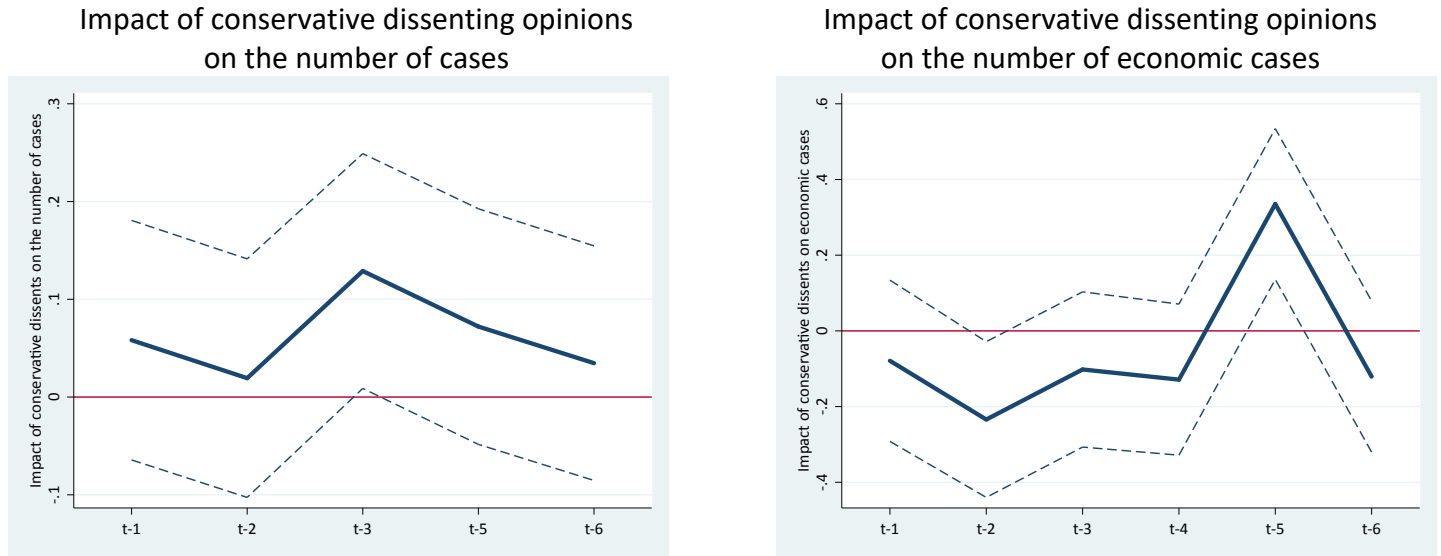 Impact of conservative dissenting opinions
on the number of cases
Impact of conservative dissents on the number of cases
.3
.2
.1
0
-.1
t-1 t-2 t-3 t-5 t-6
Impact of conservative dissenting opinions
on the number of economic cases
Impact of conservative dissents on economic cases
.6
.4
.2
0
-.2
-.4
t-1 t-2 t-3 t-4 t-5 t-6